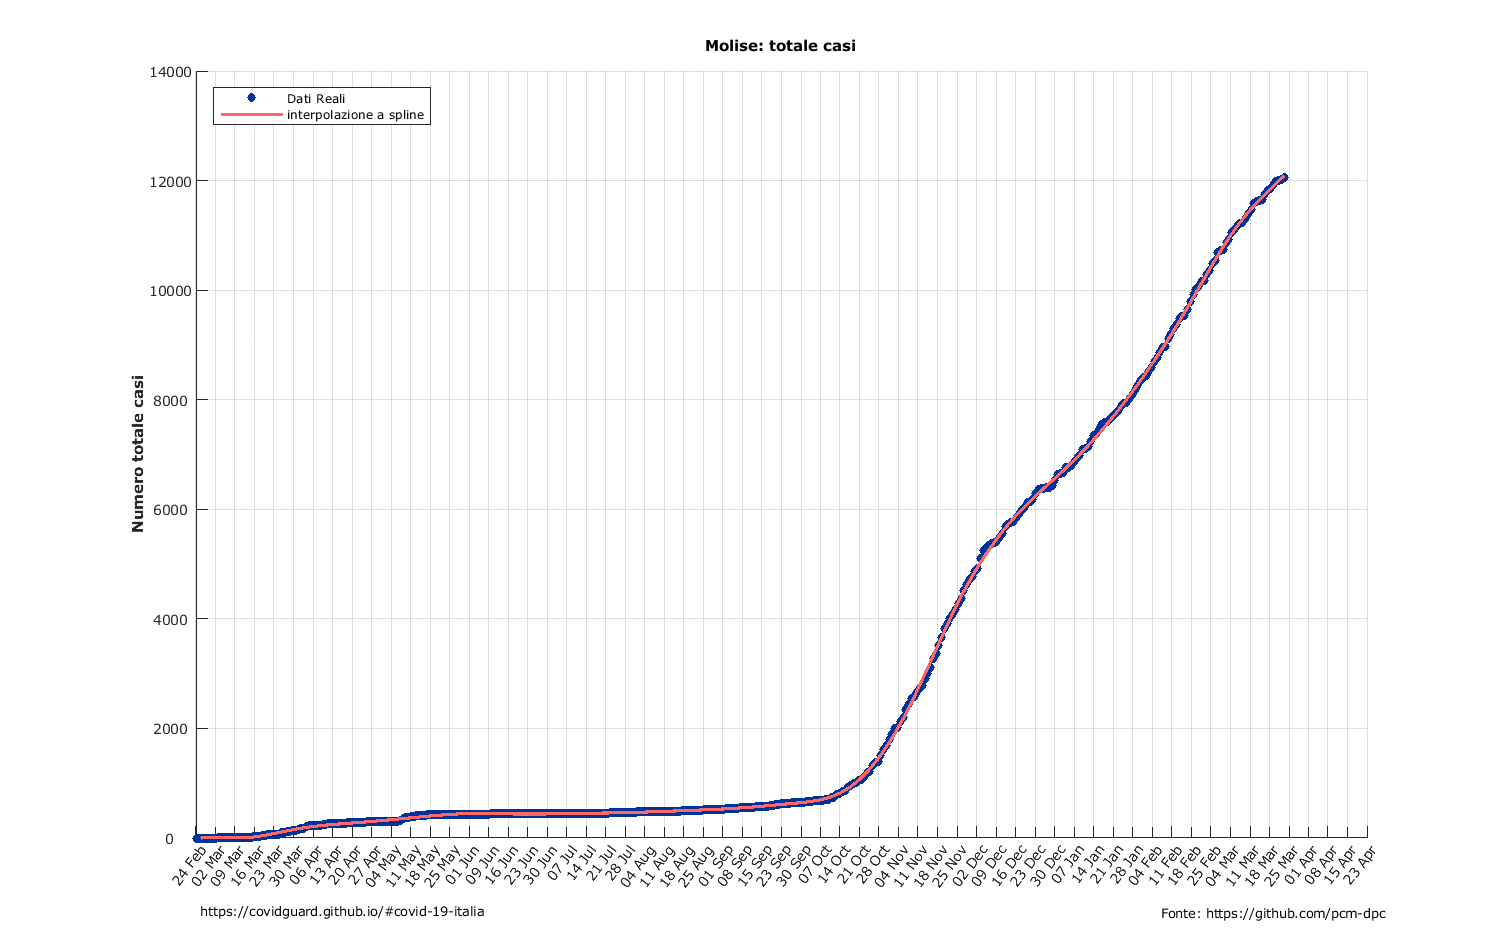 Molise: totale casi
14000
12000
10000
8000
6000
4000
2000
0
Numero totale casi
Dati Reali
interpolazione a spline
24 Feb
02 Mar
09 Mar
16 Mar
23 Mar
30 Mar
06 Apr
13 Apr
20 Apr
27 Apr
04 May
11 May
18 May
25 May
01 Jun
09 Jun
16 Jun
23 Jun
30 Jun
07 Jul
14 Jul
21 Jul
28 Jul
04 Aug
11 Aug
18 Aug
25 Aug
01 Sep
08 Sep
15 Sep
23 Sep
30 Sep
07 Oct
14 Oct
21 Oct
28 Oct
04 Nov
11 Nov
18 Nov
25 Nov
02 Dec
09 Dec
16 Dec
23 Dec
30 Dec
07 Jan
14 Jan
21 Jan
28 Jan
04 Feb
11 Feb
18 Feb
25 Feb
04 Mar
11 Mar
18 Mar
25 Mar
01 Apr
08 Apr
15 Apr
23 Apr
https://covidguard.github.io/#covid-19-italia
Fonte: https://github.com/pcm-dpc